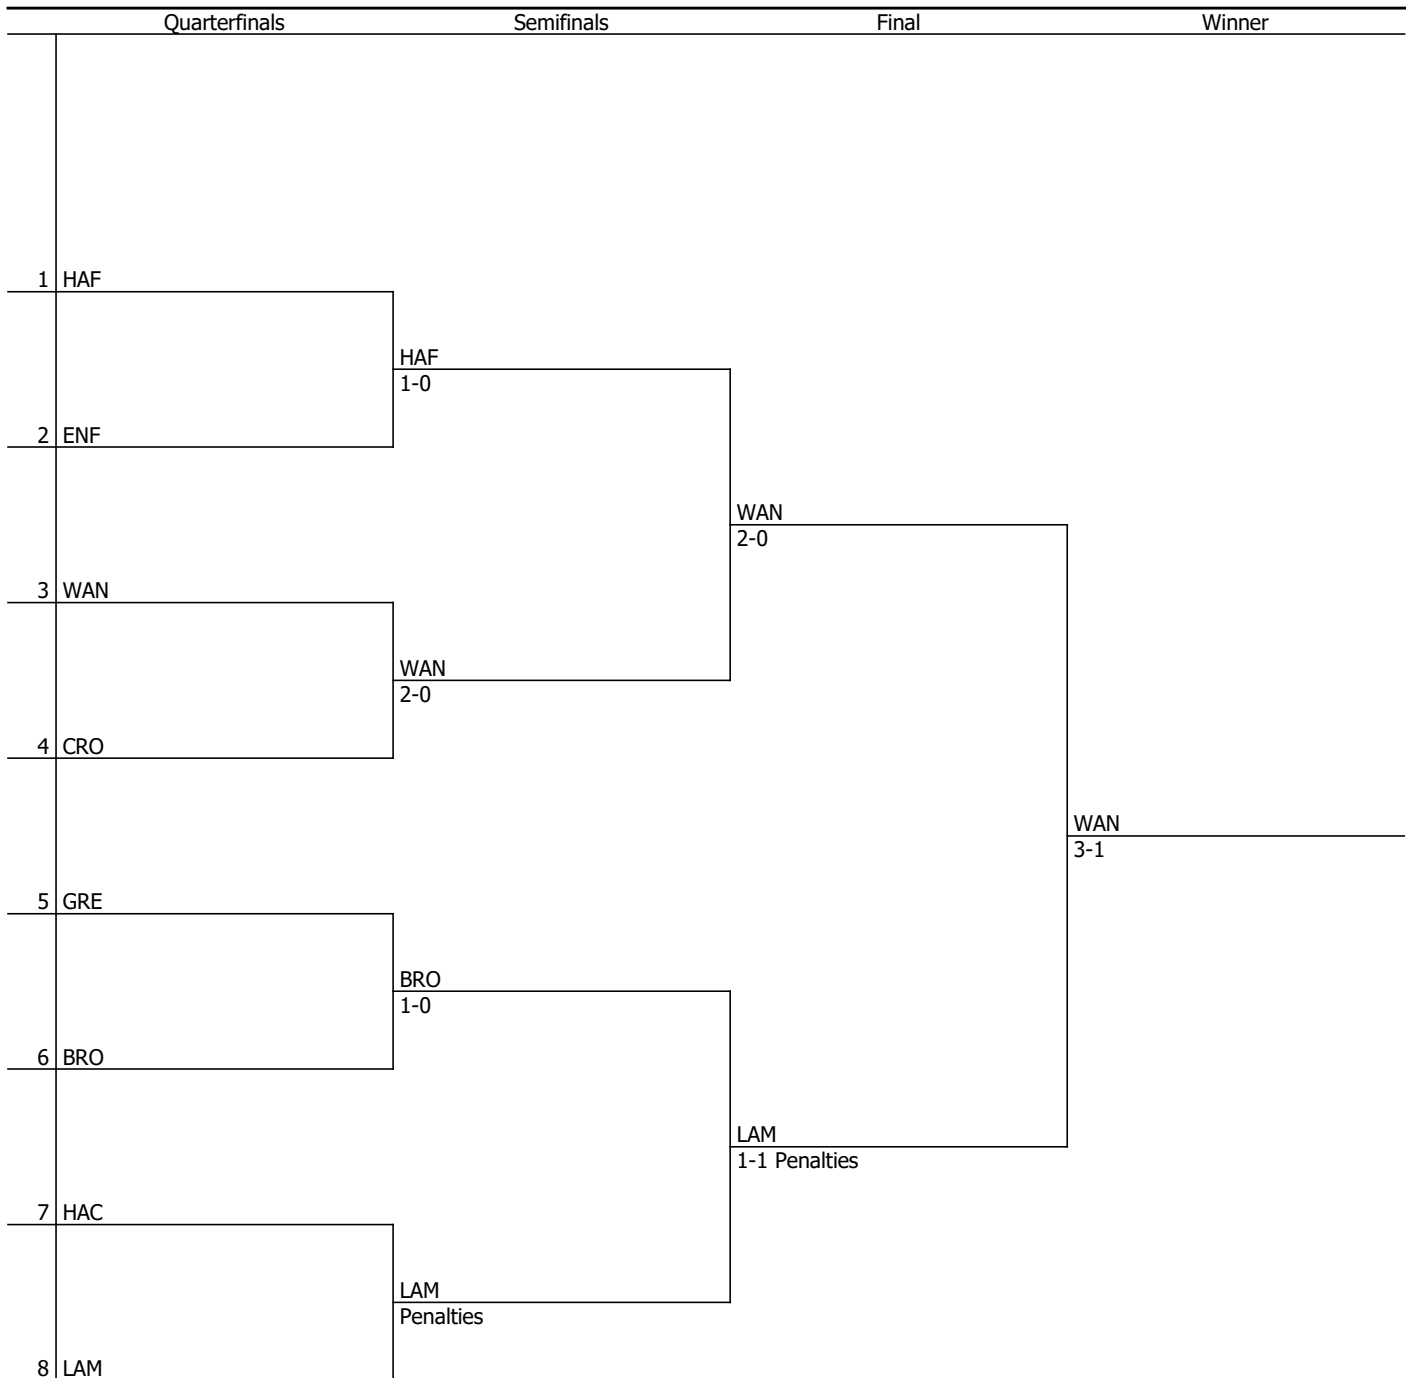 Quarterfinals Semifinals Final Winner
1 HAF
HAF
1-0
2 ENF
WAN
2-0
3 WAN
WAN
2-0
4 CRO
WAN
3-1
5 GRE
BRO
1-0
6 BRO
LAM
1-1 Penalties
7 HAC
LAM
Penalties
8 LAM